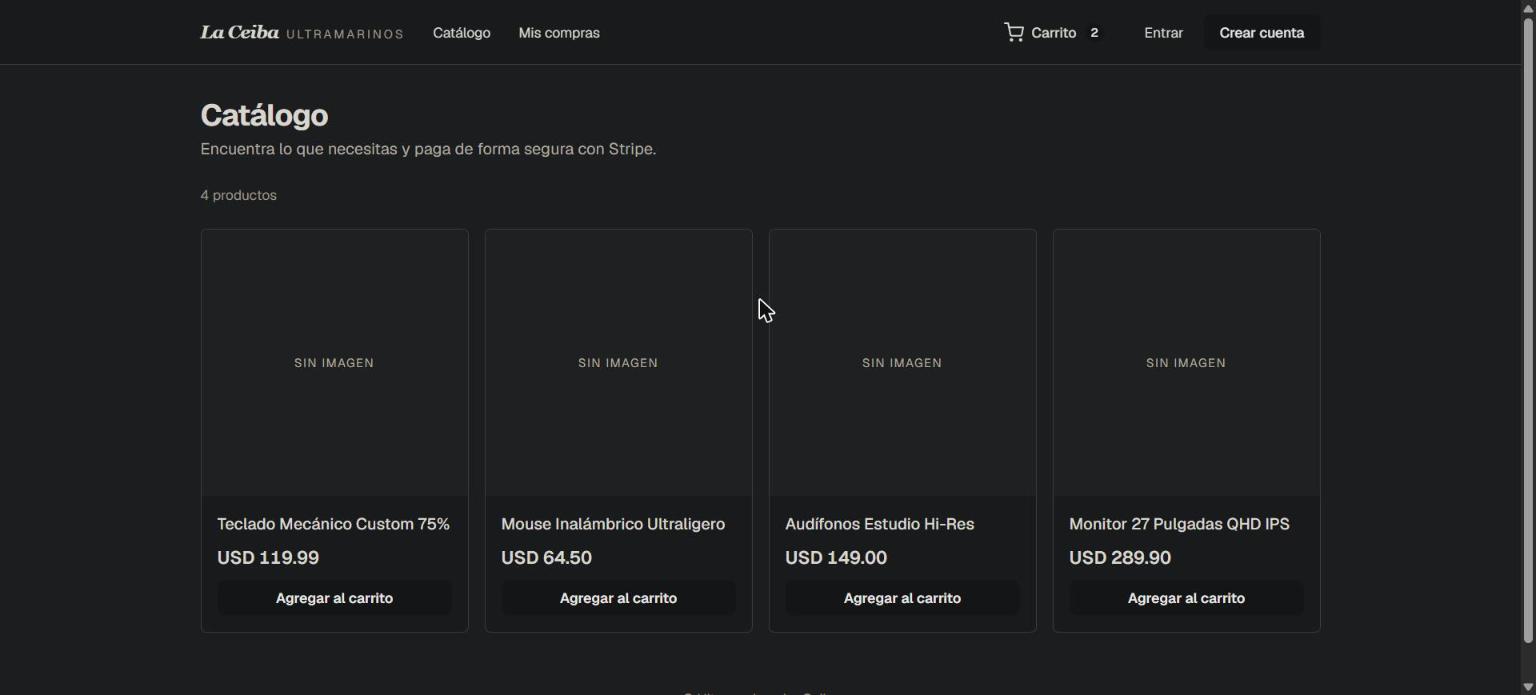 La Ceiba ULTRAMARINOS Catálogo Mis compras Carrito 2 Entrar Crear cuenta
Catálogo
Encuentra lo que necesitas y paga de forma segura con Stripe.
4 productos
SIN IMAGEN SIN IMAGEN SIN IMAGEN SIN IMAGEN
Teclado Mecánico Custom 75% Mouse Inalámbrico Ultraligero Audífonos Estudio Hi-Res Monitor 27 Pulgadas QHD IPS
USD 119.99 USD 64.50 USD 149.00 USD 289.90
Agregar al carrito Agregar al carrito Agregar al carrito Agregar al carrito